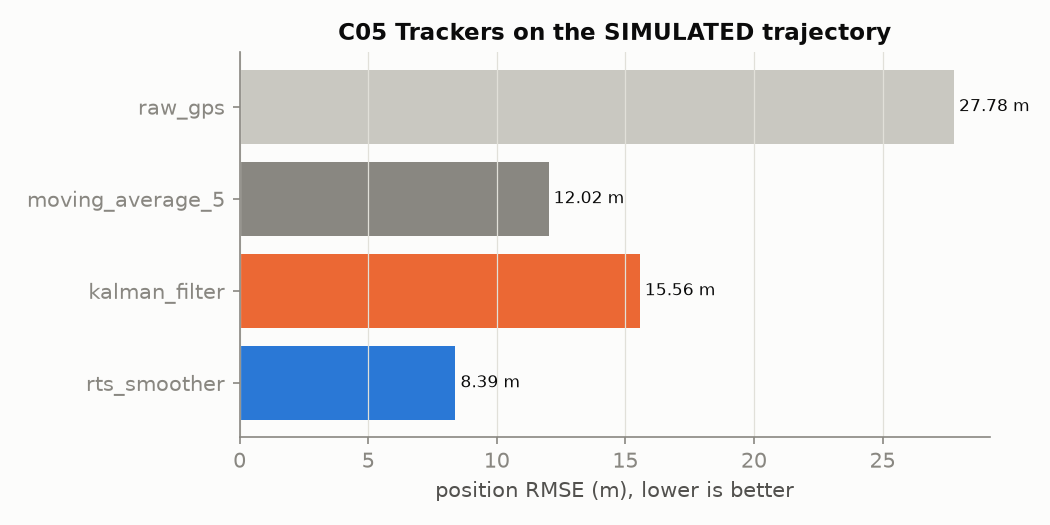 C05 Trackers on the SIMULATED trajectory
raw_gps
27.78 m
moving_average_5
12.02 m
kalman_filter
15.56 m
rts_smoother
8.39 m
0 5 10 15 20 25
position RMSE (m), lower is better